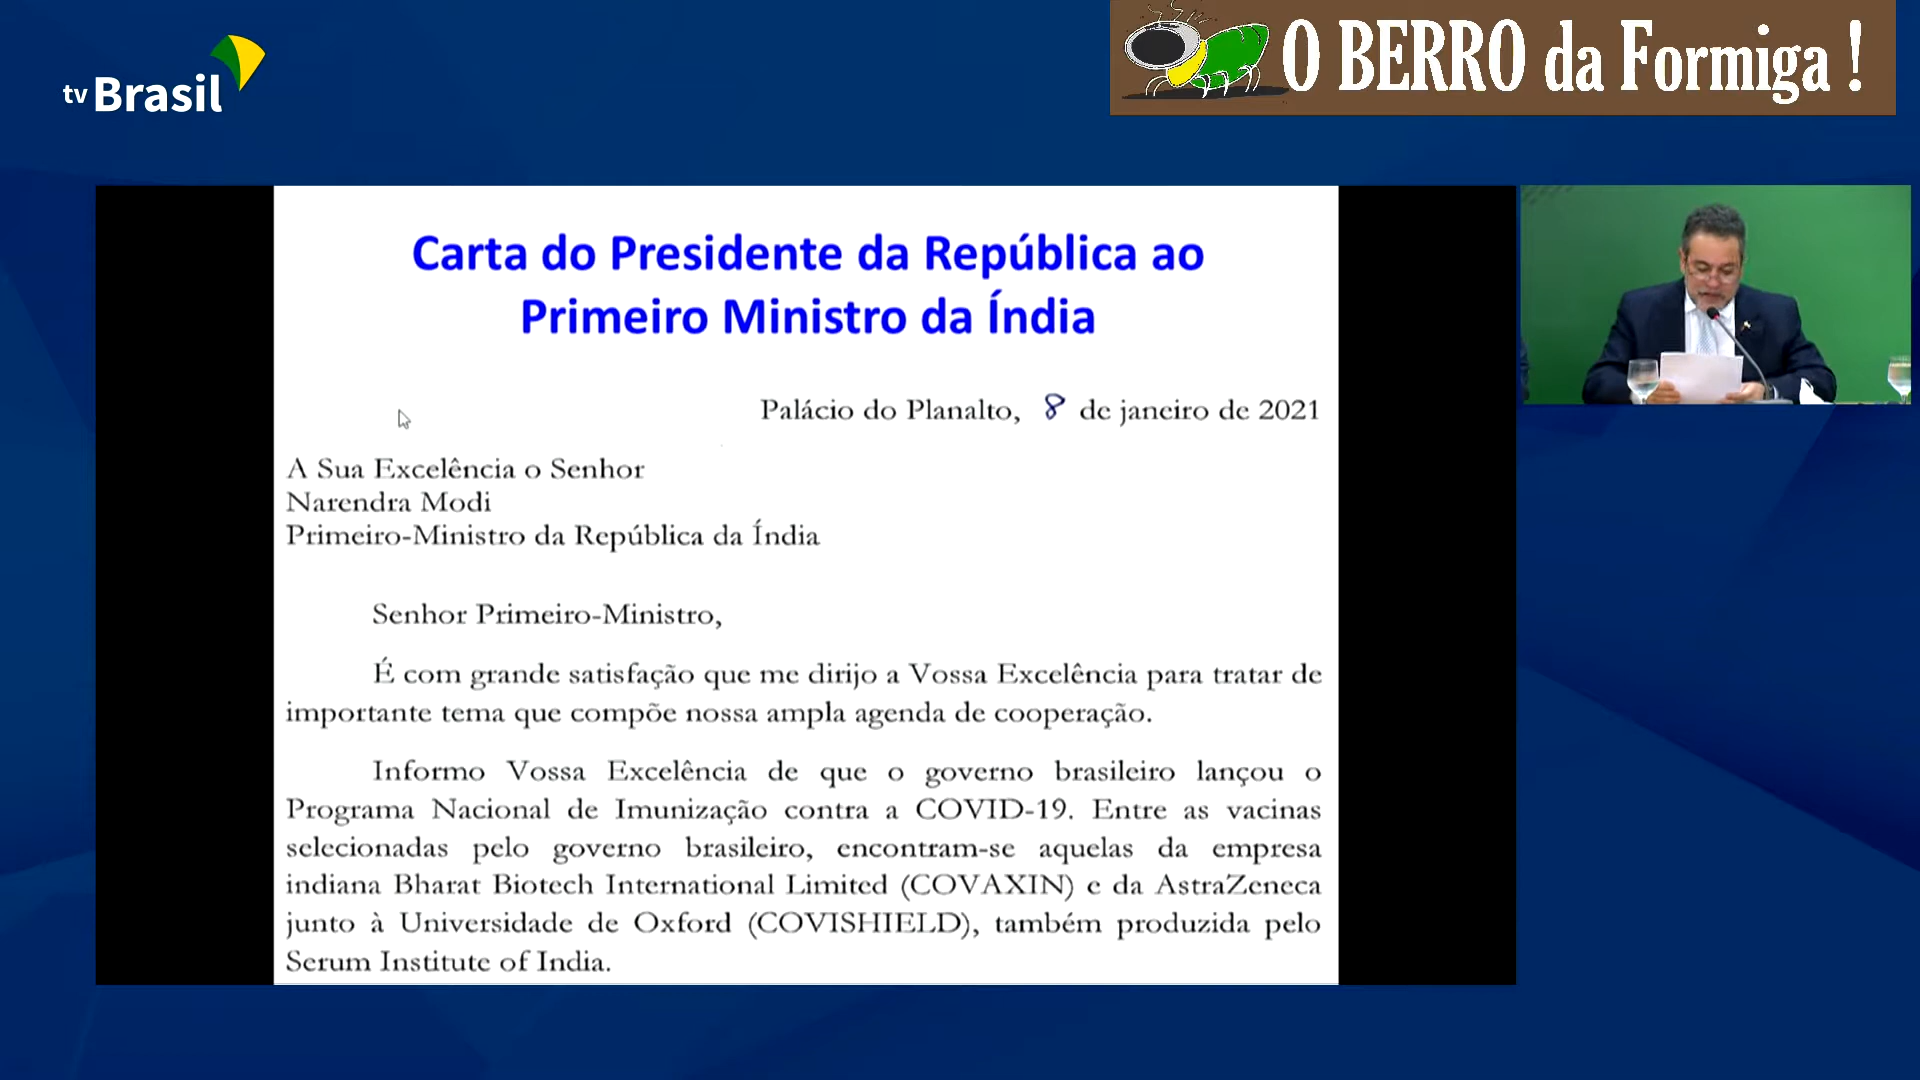 tv Brasil
O BERRO da Formiga !
Carta do Presidente da República ao
Primeiro Ministro da Índia
Palácio do Planalto, 8 de janeiro de 2021
A Sua Excelência o Senhor
Narendra Modi
Primeiro-Ministro da República da Índia
Senhor Primeiro-Ministro,
É com grande satisfação que me dirijo a Vossa Excelência para tratar de
importante tema que compõe nossa ampla agenda de cooperação.
Informo Vossa Excelência de que o governo brasileiro lançou o
Programa Nacional de Imunização contra a COVID-19. Entre as vacinas
selecionadas pelo governo brasileiro, encontram-se aquelas da empresa
indiana Bharat Biotech International Limited (COVAXIN) e da AstraZeneca
junto à Universidade de Oxford (COVISHIELD), também produzida pelo
Serum Institute of India.